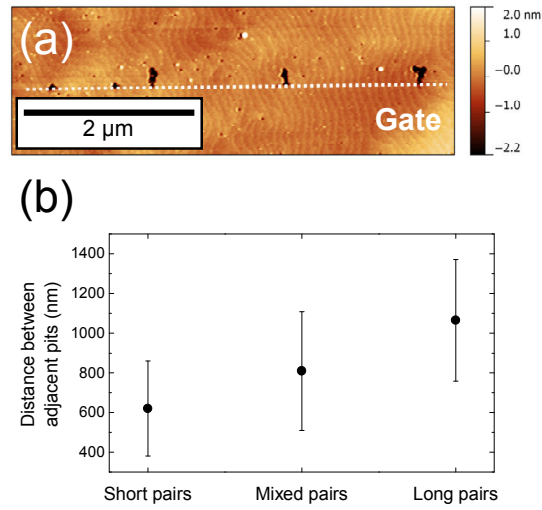 (a)
2.0 nm
1.0
−0.0
−1.0
−2.2
Gate
2 µm
(b)
Distance between
adjacent pits (nm)
1400
1200
1000
800
600
400
Short pairs
Mixed pairs
Long pairs